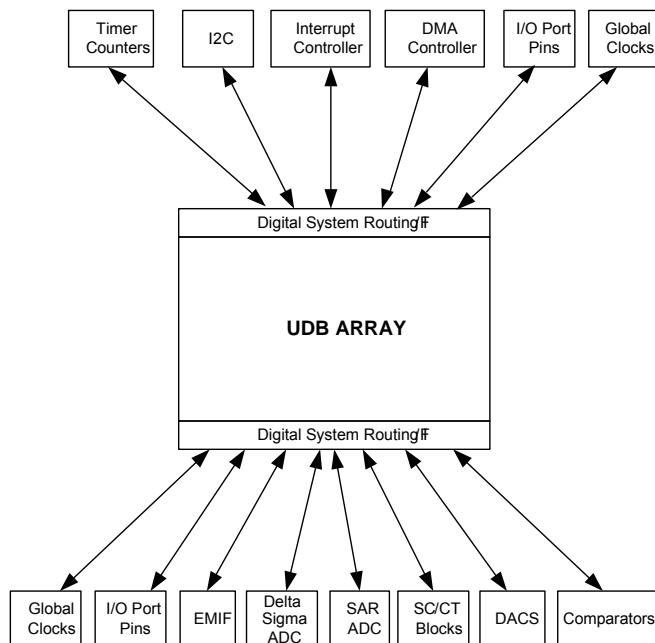 Timer
Counters
I2C
Interrupt
Controller
DMA
Controller
I/O Port
Pins
Global
Clocks
Digital System Routing I/F
UDB ARRAY
Digital System Routing I/F
Global
Clocks
I/O Port
Pins
EMIF
Delta
Sigma
ADC
SAR
ADC
SC/CT
Blocks
DACS
Comparators